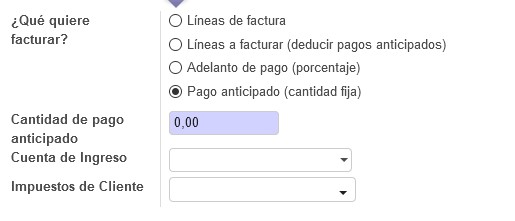 ¿Qué quiere
facturar?
Líneas de factura
Líneas a facturar (deducir pagos anticipados)
Adelanto de pago (porcentaje)
Pago anticipado (cantidad fija)
Cantidad de pago
anticipado
0,00
Cuenta de Ingreso
Impuestos de Cliente